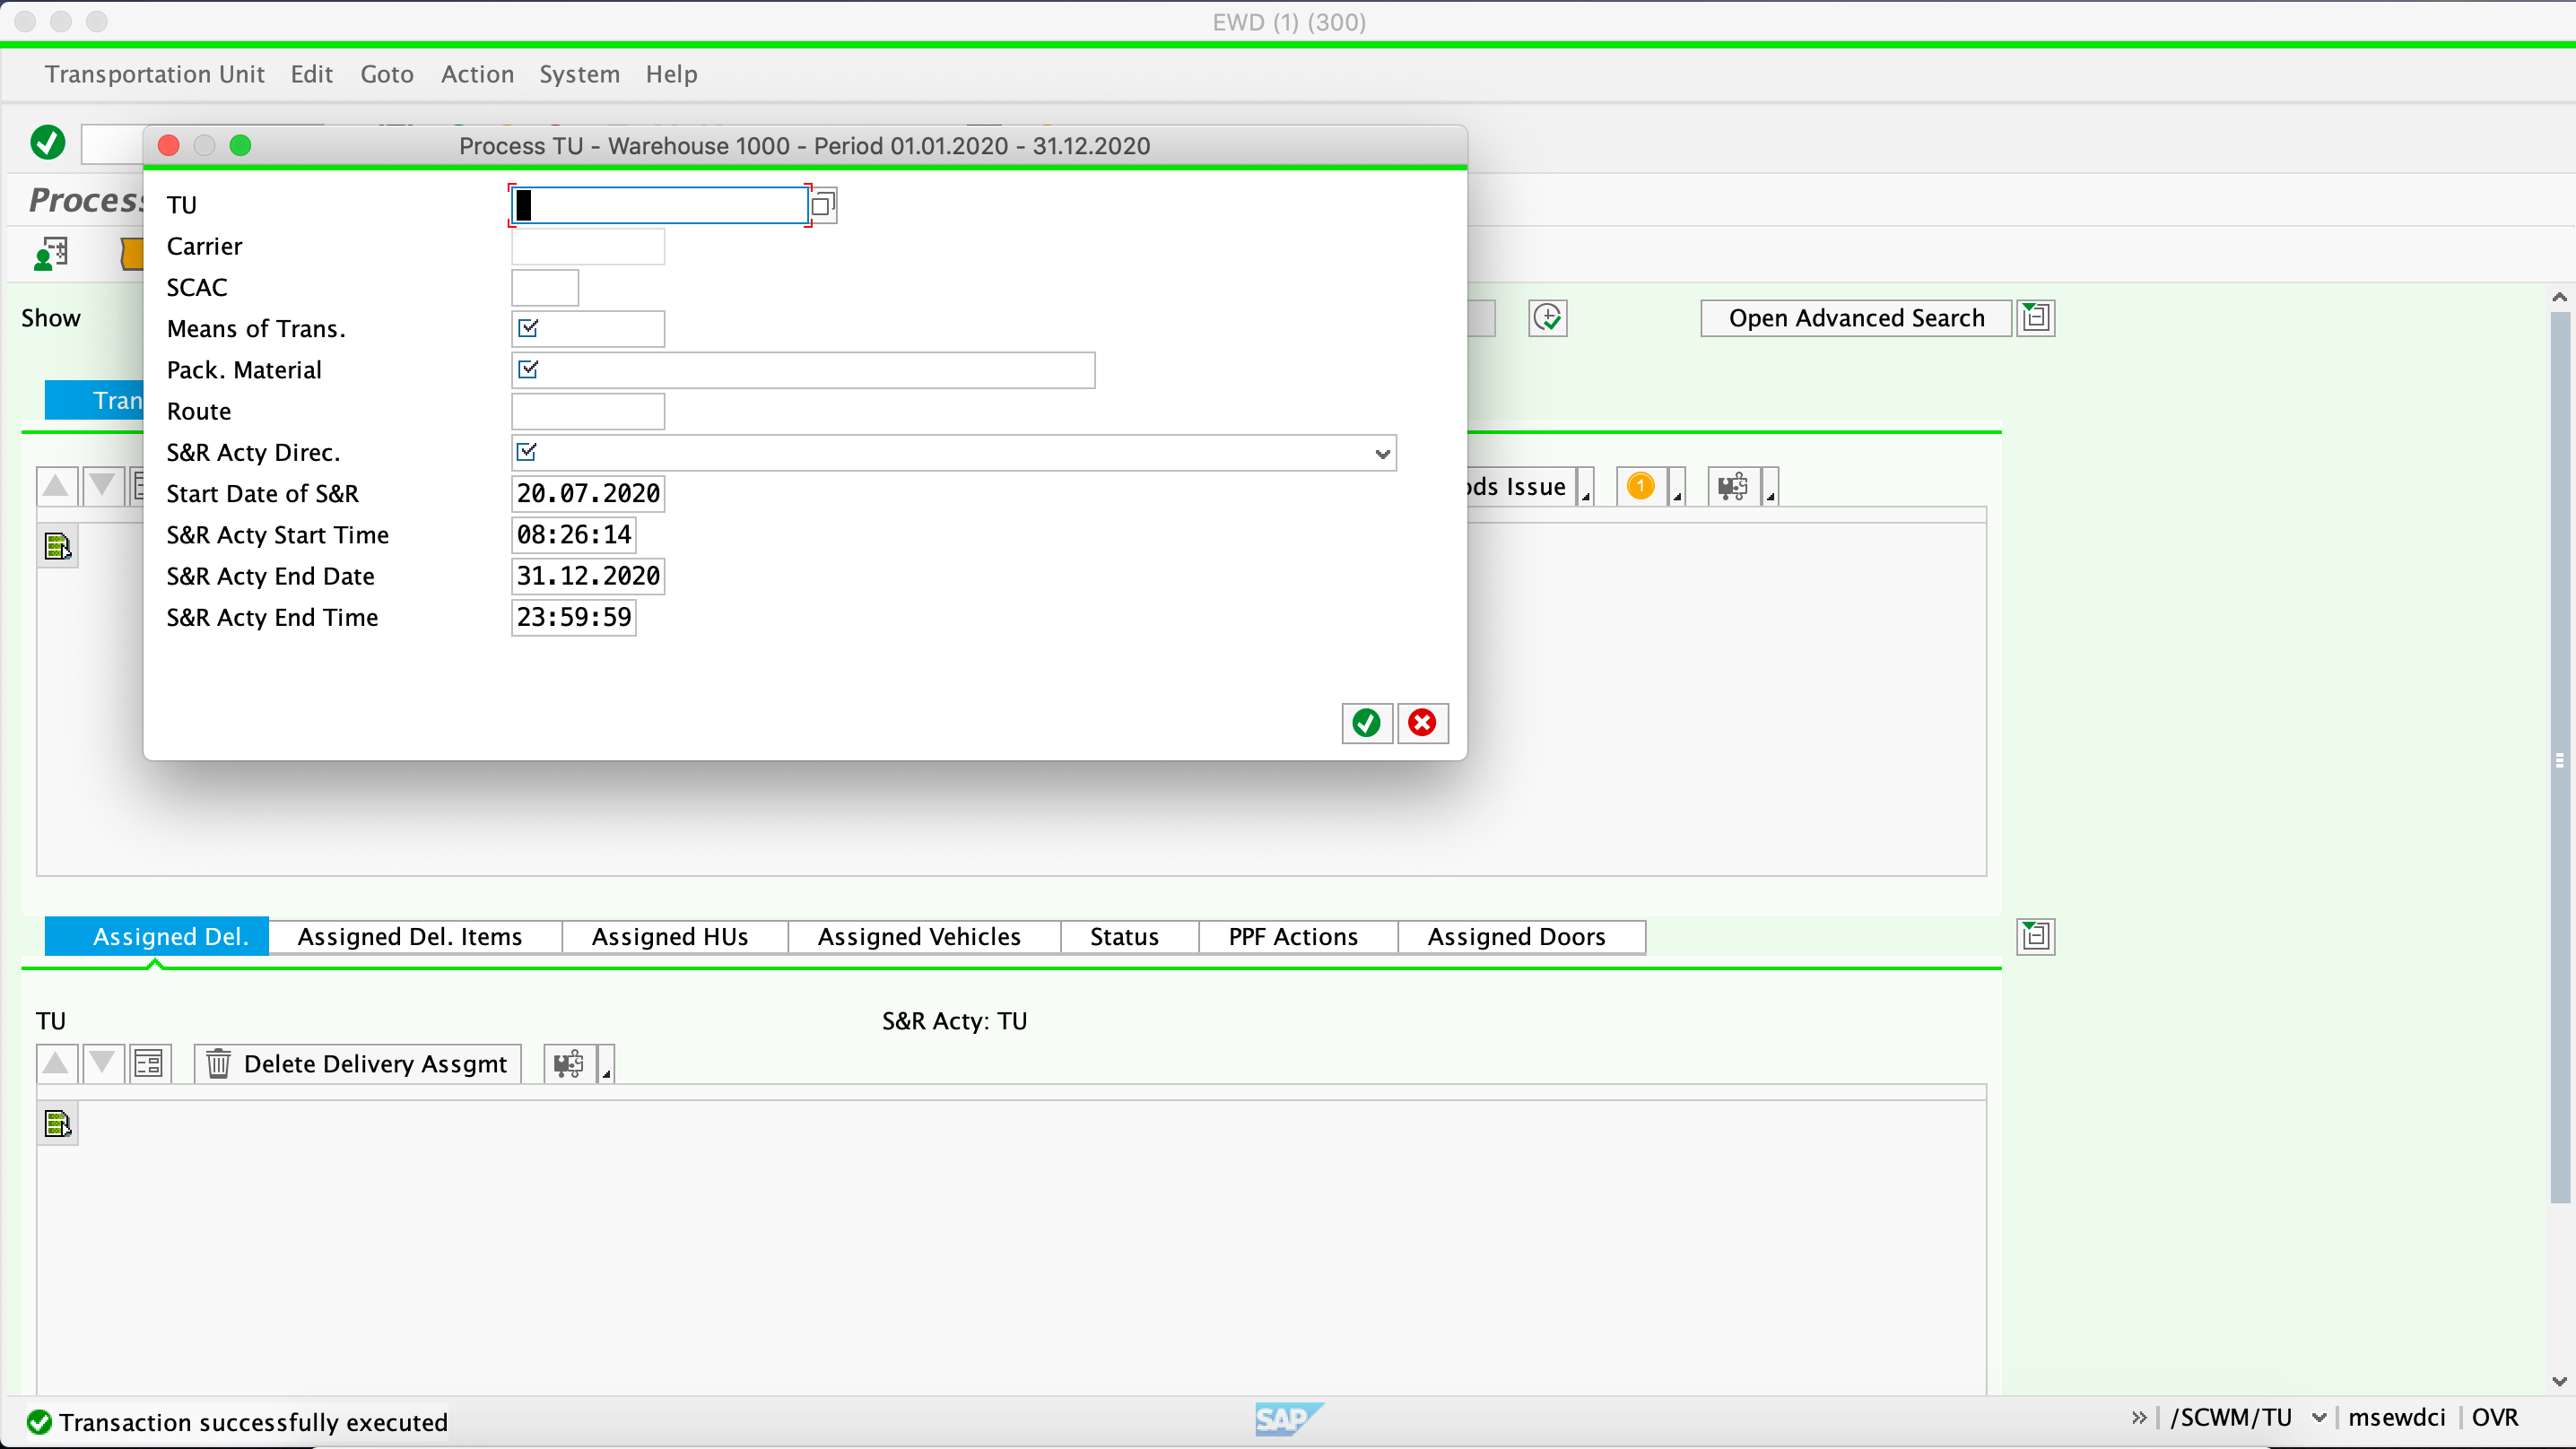 EWD (1) (300)
Transportation Unit Edit Goto Action System Help
Process TU - Warehouse 1000 - Period 01.01.2020 - 31.12.2020
Process
TU
Carrier
SCAC
Show
Open Advanced Search
Means of Trans.
Pack. Material
Tran
Route
S&R Acty Direc.
Start Date of S&R 20.07.2020
ods Issue
1
S&R Acty Start Time 08:26:14
S&R Acty End Date 31.12.2020
S&R Acty End Time 23:59:59
Assigned Del. Assigned Del. Items Assigned HUs Assigned Vehicles Status PPF Actions Assigned Doors
TU S&R Acty: TU
Delete Delivery Assgmt
Transaction successfully executed
SAP
/SCWM/TU msewdci OVR